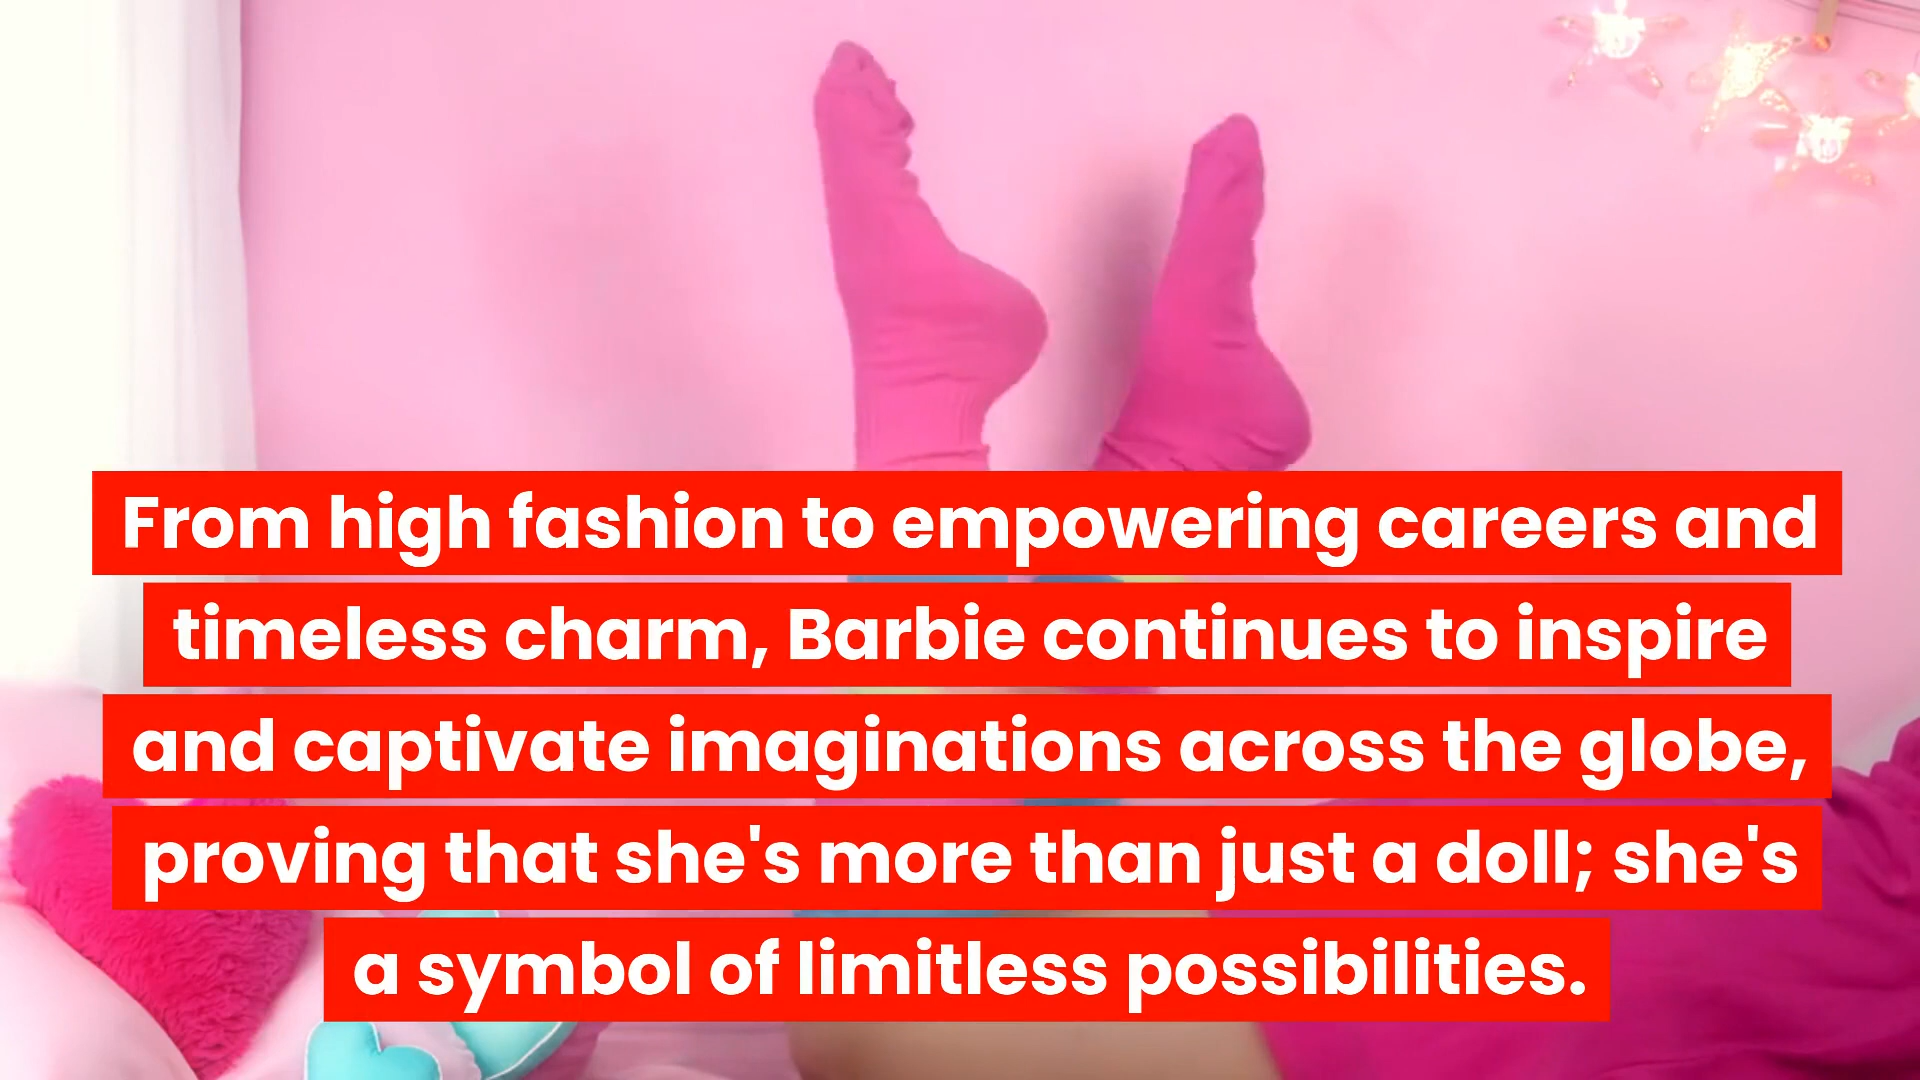 From high fashion to empowering careers and
timeless charm, Barbie continues to inspire
and captivate imaginations across the globe,
proving that she's more than just a doll; she's
a symbol of limitless possibilities.